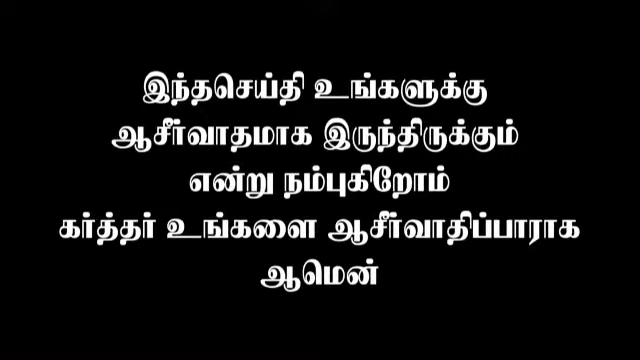 இந்தசெய்தி உங்களுக்கு
ஆசீர்வாதமாக இருந்திருக்கும்
என்று நம்புகிறோம்
கர்த்தர் உங்களை ஆசீர்வாதிப்பாராக
ஆமென்